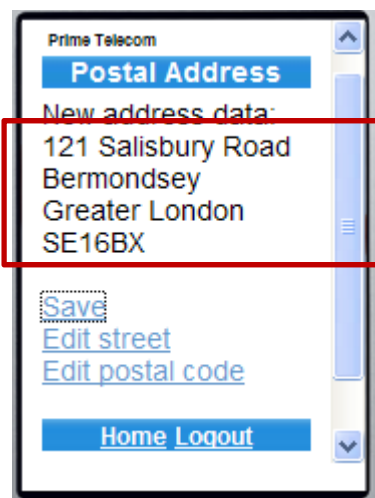 Prime Telecom
Postal Address
New address data:
121 Salisbury Road
Bermondsey
Greater London
SE16BX
Save
Edit street
Edit postal code
Home Logout